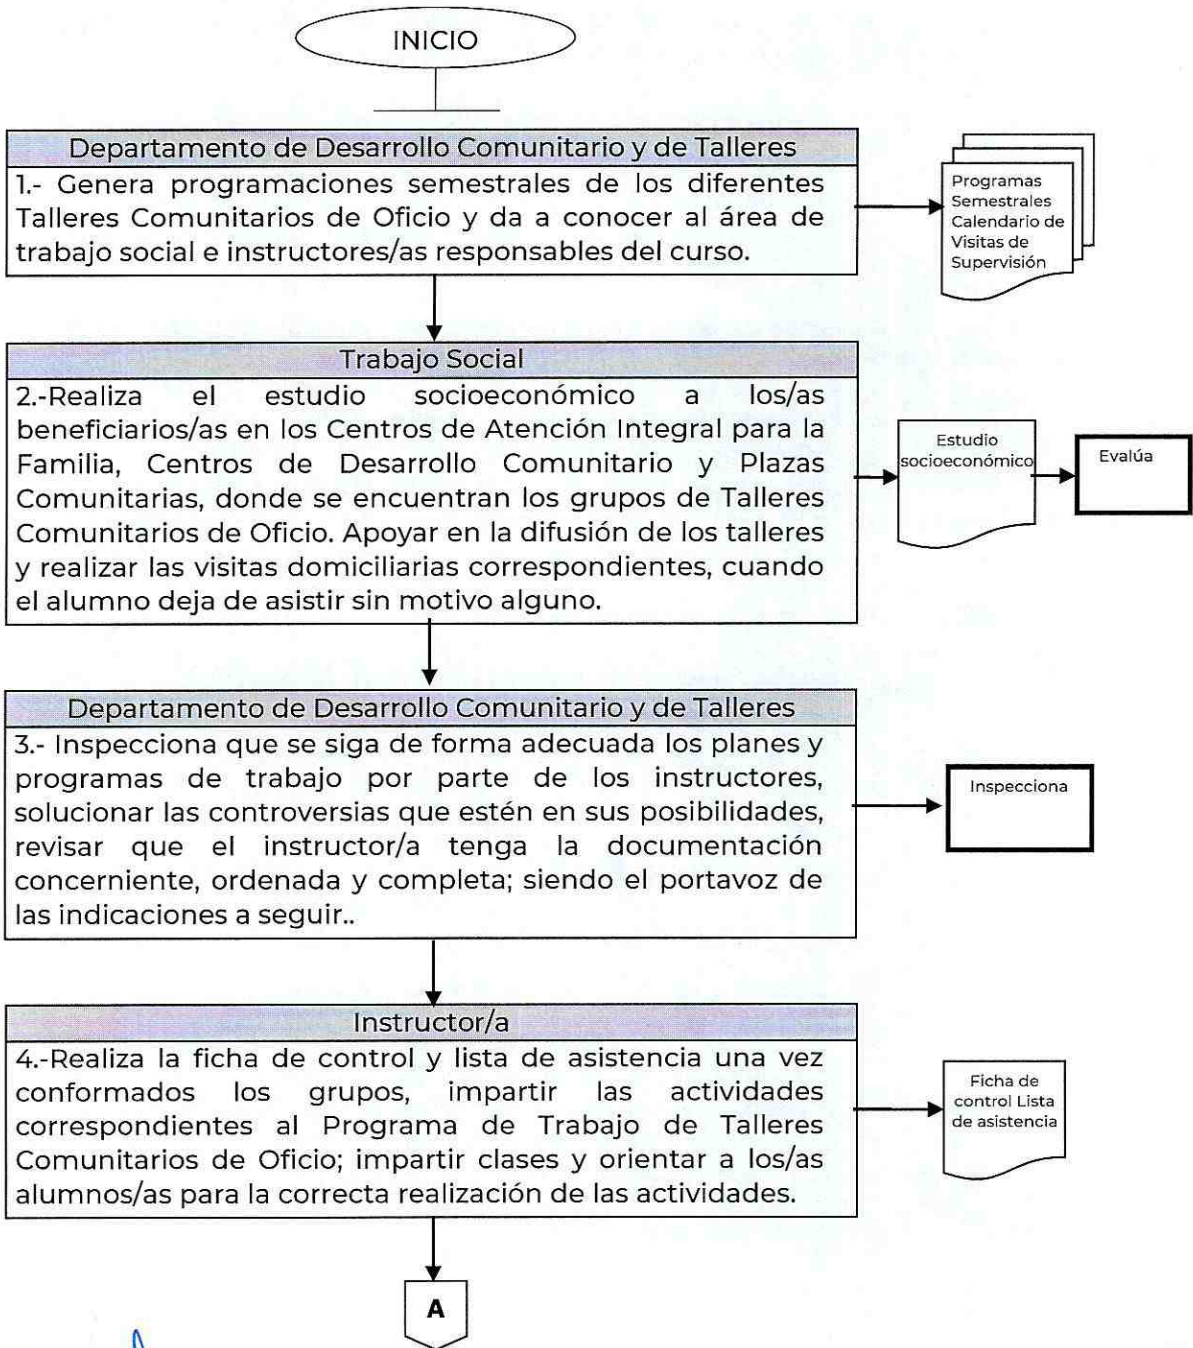 INICIO
Departamento de Desarrollo Comunitario y de Talleres
1.- Genera programaciones semestrales de los diferentes
Talleres Comunitarios de Oficio y da a conocer al área de
trabajo social e instructores/as responsables del curso.
Programas
Semestrales
Calendario de
Visitas de
Supervisión
Trabajo Social
2.-Realiza el estudio socioeconómico a los/as
beneficiarios/as en los Centros de Atención Integral para la
Familia, Centros de Desarrollo Comunitario y Plazas
Comunitarias, donde se encuentran los grupos de Talleres
Comunitarios de Oficio. Apoyar en la difusión de los talleres
y realizar las visitas domiciliarias correspondientes, cuando
el alumno deja de asistir sin motivo alguno.
Estudio
socioeconómico
Evalúa
Departamento de Desarrollo Comunitario y de Talleres
3.- Inspecciona que se siga de forma adecuada los planes y
programas de trabajo por parte de los instructores,
solucionar las controversias que estén en sus posibilidades,
revisar que el instructor/a tenga la documentación
concerniente, ordenada y completa; siendo el portavoz de
las indicaciones a seguir..
Inspecciona
Instructor/a
4.-Realiza la ficha de control y lista de asistencia una vez
conformados los grupos, impartir las actividades
correspondientes al Programa de Trabajo de Talleres
Comunitarios de Oficio; impartir clases y orientar a los/as
alumnos/as para la correcta realización de las actividades.
Ficha de
control Lista
de asistencia
A